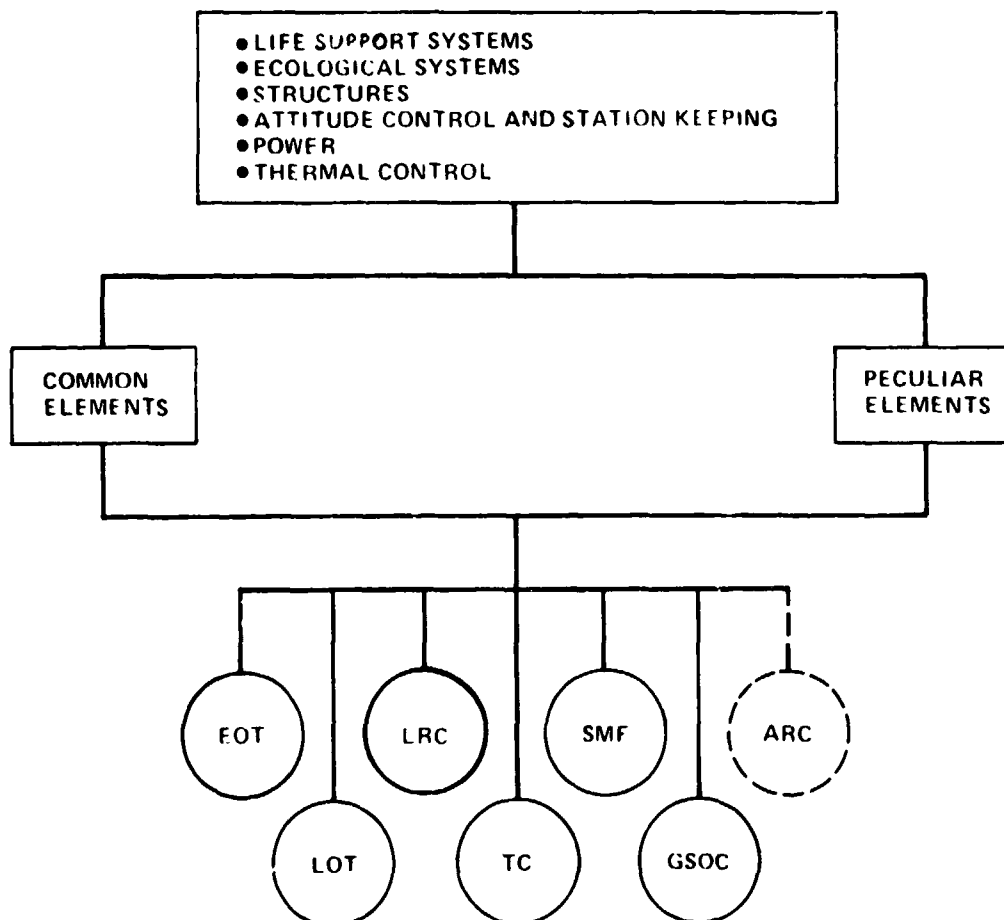 ● LIFE SUPPORT SYSTEMS
● ECOLOGICAL SYSTEMS
● STRUCTURES
● ATTITUDE CONTROL AND STATION KEEPING
● POWER
● THERMAL CONTROL
COMMON
ELEMENTS
PECULIAR
ELEMENTS
EOT
LRC
SMF
ARC
LOT
TC
GSOC